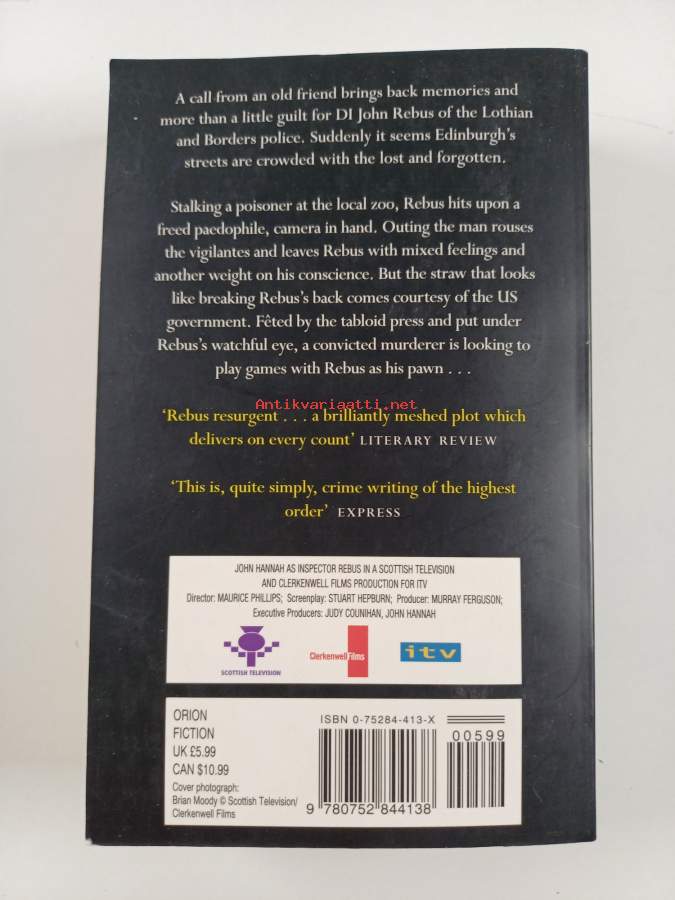 A call from an old friend brings back memories and
more than a little guilt for DI John Rebus of the Lothian
and Borders police. Suddenly it seems Edinburgh's
streets are crowded with the lost and forgotten.
Stalking a poisoner at the local zoo, Rebus hits upon a
freed paedophile, camera in hand. Outing the man rouses
the vigilantes and leaves Rebus with mixed feelings and
another weight on his conscience. But the straw that looks
like breaking Rebus's back comes courtesy of the US
government. Fêted by the tabloid press and put under
Rebus's watchful eye, a convicted murderer is looking to
play games with Rebus as his pawn . . .
Antikvariaatti.net
'Rebus resurgent . . . a brilliantly meshed plot which
delivers on every count' LITERARY REVIEW
'This is, quite simply, crime writing of the highest
order' EXPRESS
JOHN HANNAH AS INSPECTOR REBUS IN A SCOTTISH TELEVISION
AND CLERKENWELL FILMS PRODUCTION FOR ITV
Director: MAURICE PHILLIPS; Screenplay: STUART HEPBURN; Producer: MURRAY FERGUSON;
Executive Producers: JUDY COUNIHAN, JOHN HANNAH
SCOTTISH TELEVISION
Clerkenwell Films
itv
ORION
FICTION
UK £5.99
CAN $10.99
Cover photograph:
Brian Moody © Scottish Television/
Clerkenwell Films
ISBN 0-75284-413-X
00599
9 780752 844138